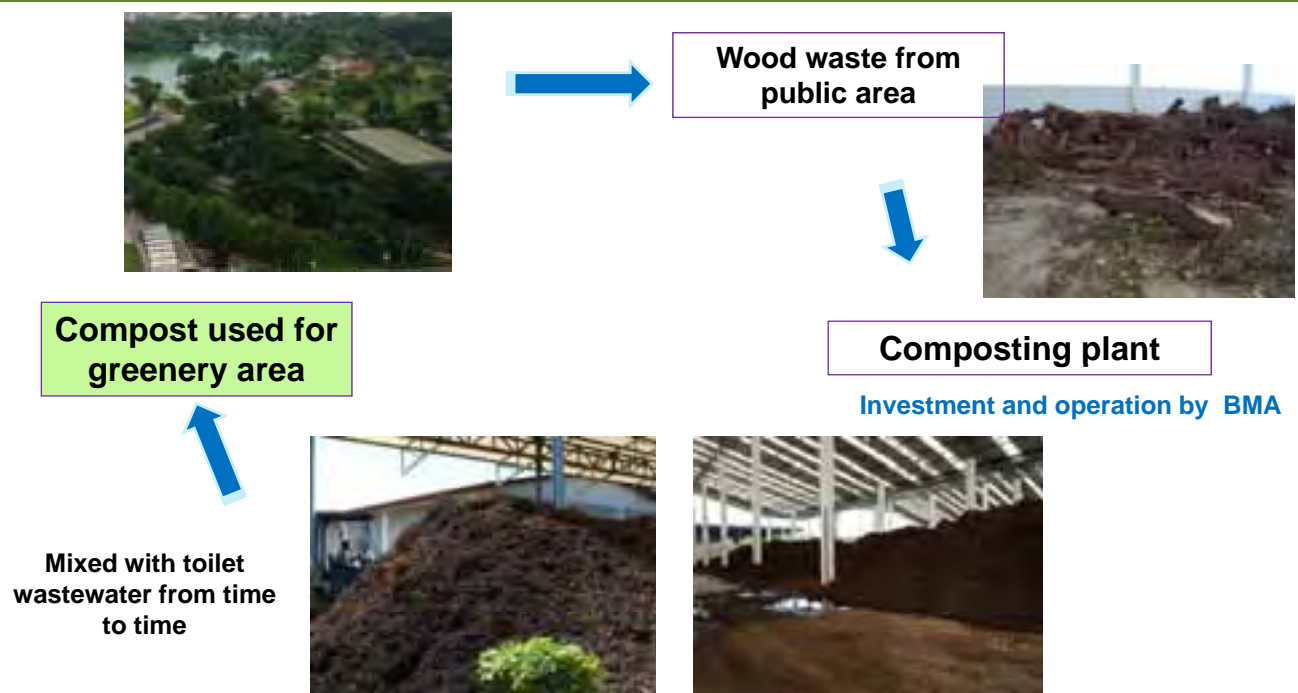 Wood waste from
public area
Compost used for
greenery area
Composting plant
Investment and operation by BMA
Mixed with toilet
wastewater from time
to time